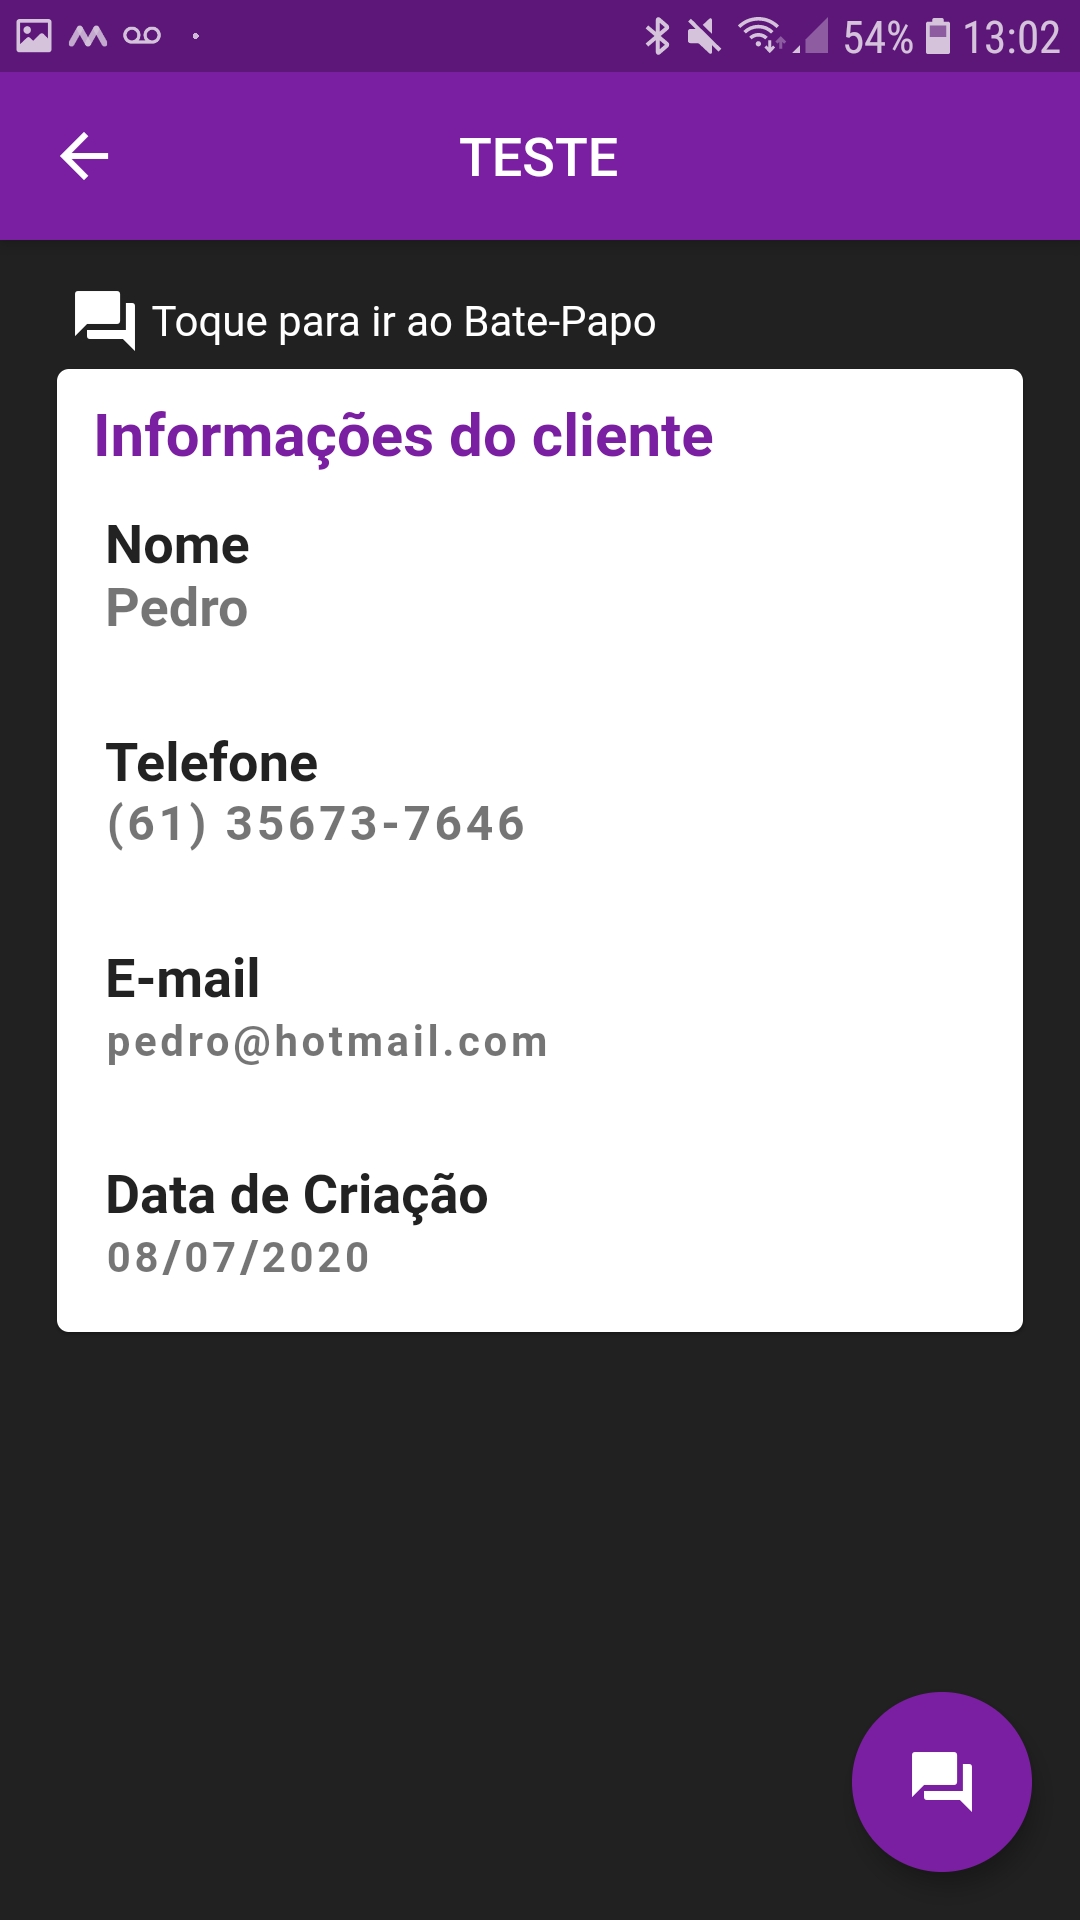 54% 13:02
TESTE
Toque para ir ao Bate-Papo
Informações do cliente
Nome
Pedro
Telefone
(61) 35673-7646
E-mail
pedro@hotmail.com
Data de Criação
08/07/2020